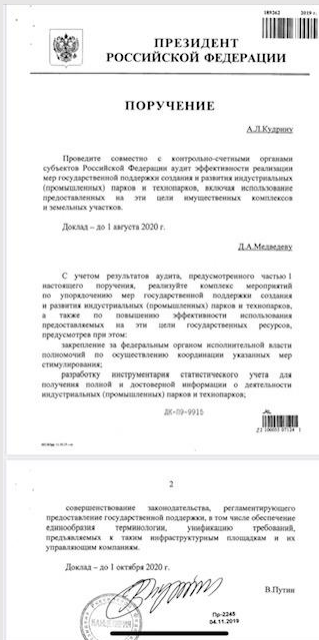 189262 2019 г.
ПРЕЗИДЕНТ
РОССИЙСКОЙ ФЕДЕРАЦИИ
ПОРУЧЕНИЕ
А.Л.Кудрину
Проведите совместно с контрольно-счетными органами
субъектов Российской Федерации аудит эффективности реализации
мер государственной поддержки создания и развития индустриальных
(промышленных) парков и технопарков, включая использование
предоставленных на эти цели имущественных комплексов
и земельных участков.
Доклад – до 1 августа 2020 г.
Д.А.Медведеву
С учетом результатов аудита, предусмотренного частью 1
настоящего поручения, реализуйте комплекс мероприятий
по упорядочению мер государственной поддержки создания
и развития индустриальных (промышленных) парков и технопарков,
а также по повышению эффективности использования
предоставляемых на эти цели государственных ресурсов,
предусмотрев при этом:
закрепление за федеральным органом исполнительной власти
полномочий по осуществлению координации указанных мер
стимулирования;
разработку инструментария статистического учета для
получения полной и достоверной информации о деятельности
индустриальных (промышленных) парков и технопарков;
ДК-П9-9915
2
совершенствование законодательства, регламентирующего
предоставление государственной поддержки, в том числе обеспечение
единообразия терминологии, унификацию требований,
предъявляемых к таким инфраструктурным площадкам и их
управляющим компаниям.
Доклад – до 1 октября 2020 г.
В.Путин
Пр-2245
04.11.2019